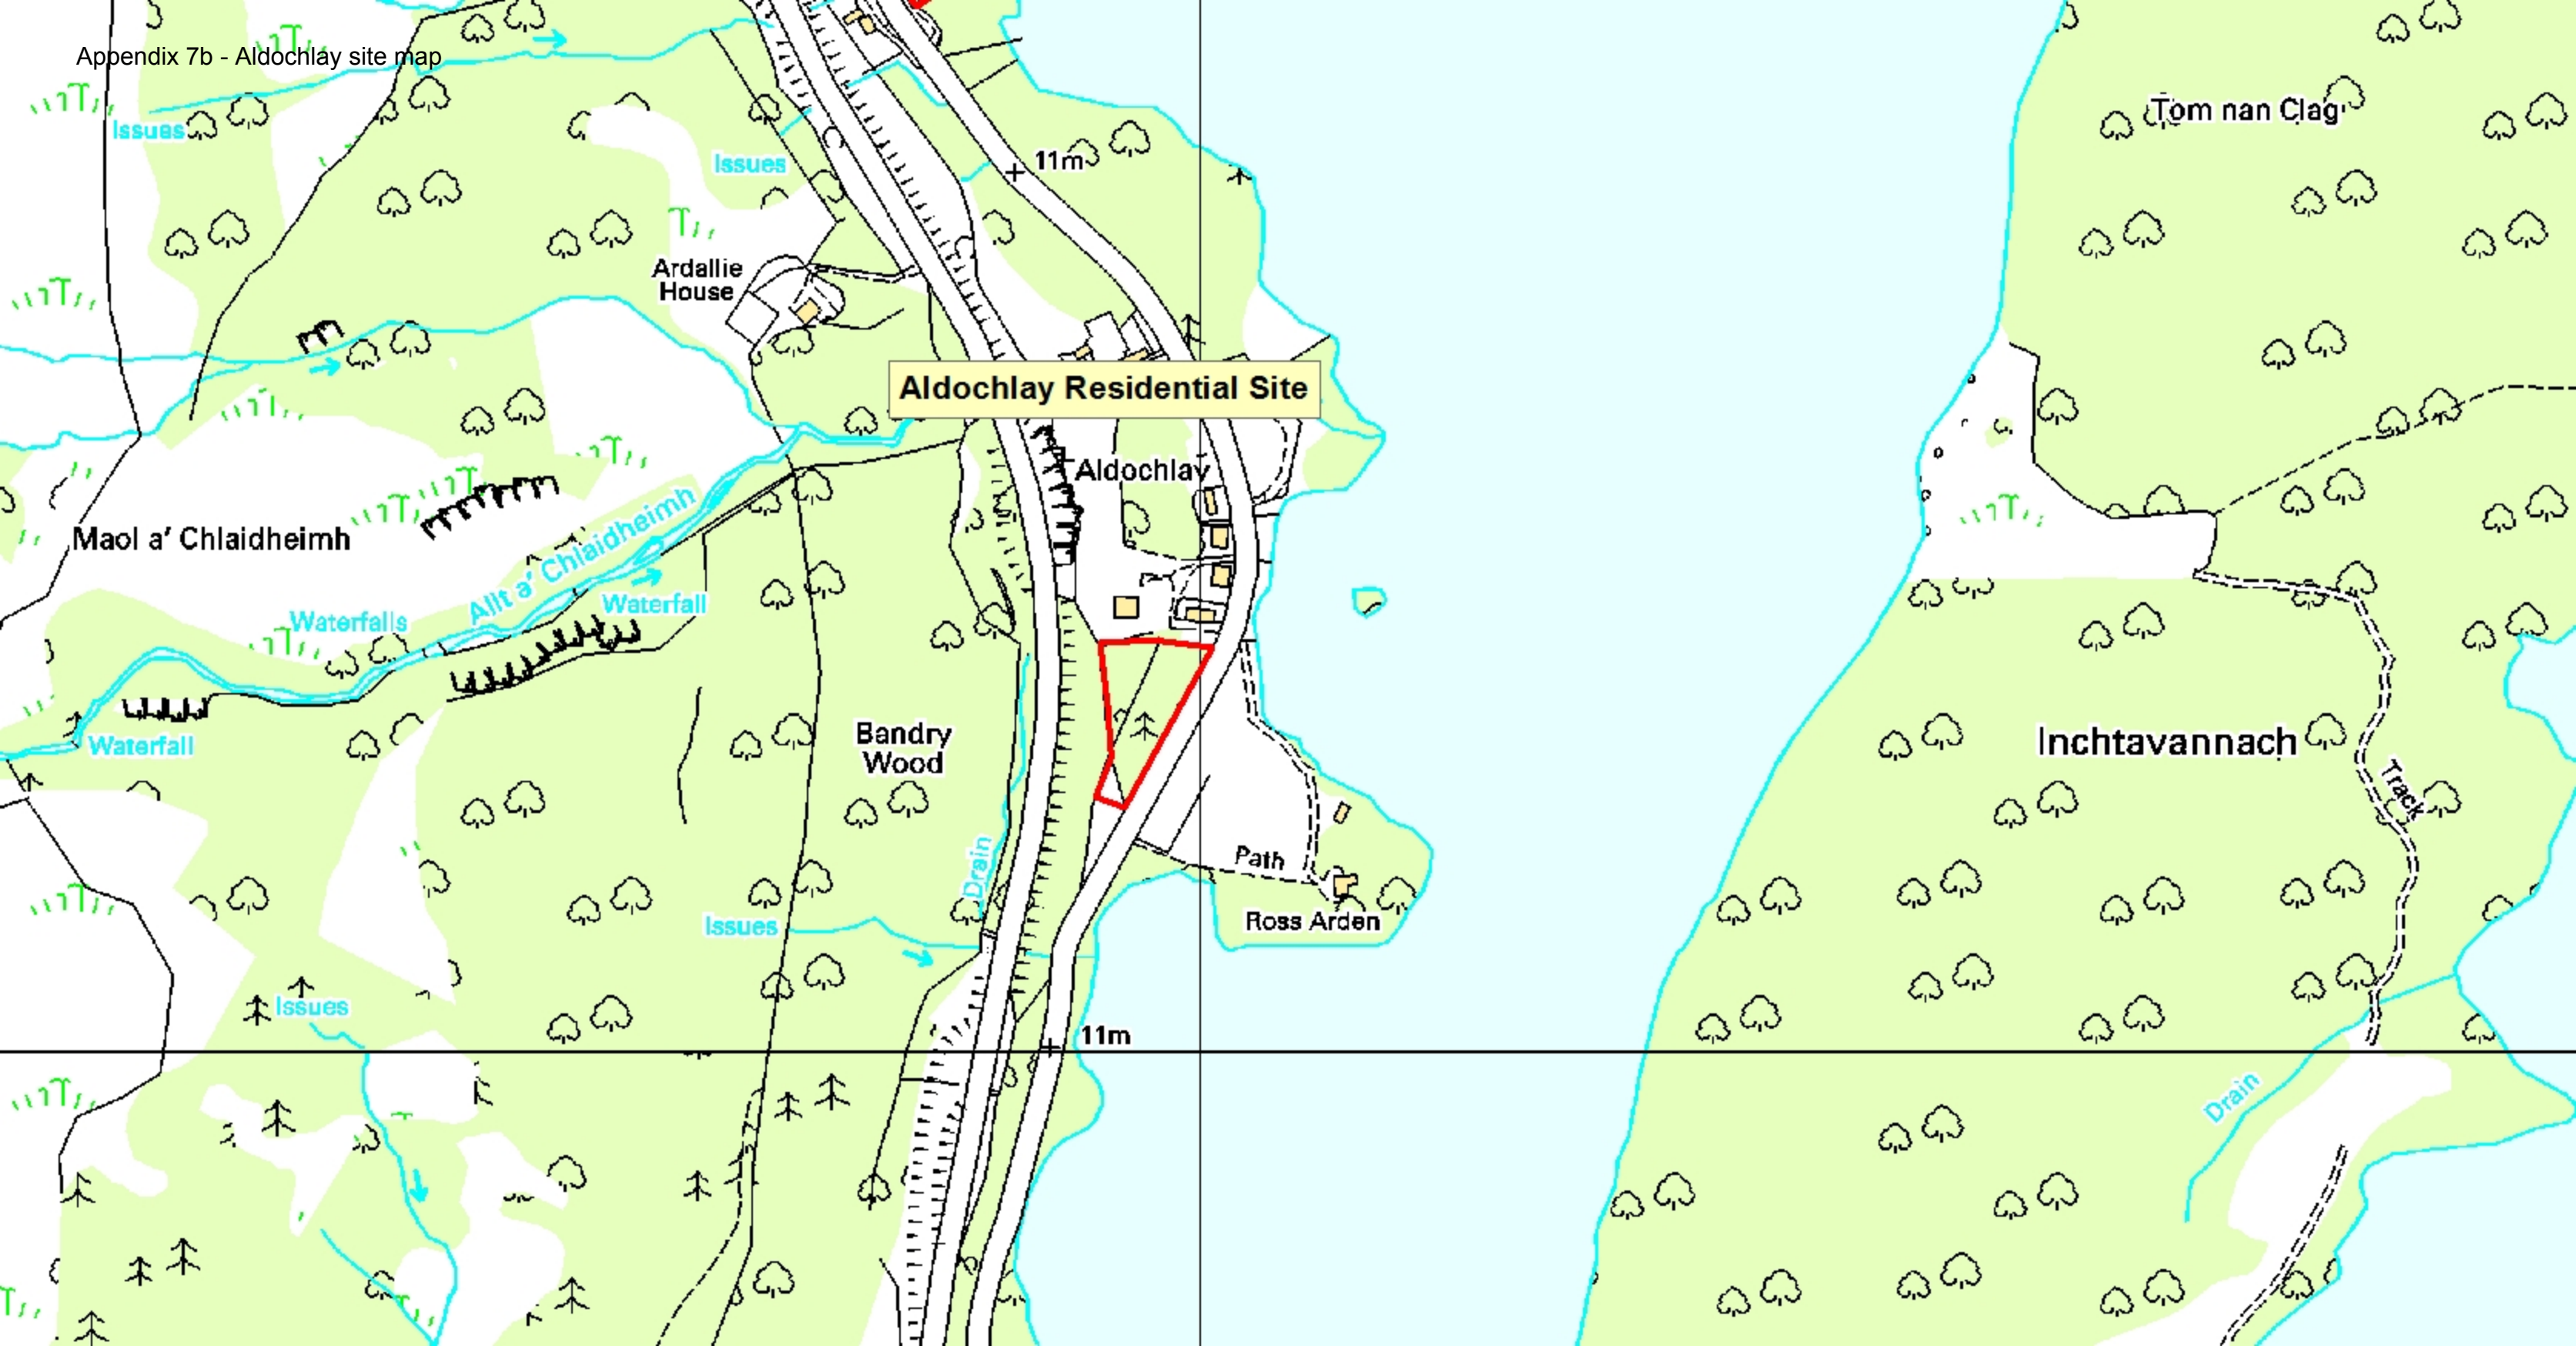 Appendix 7b - Aldochlay site map
Tom nan Clag
Issues
Issues
11m
Ardallie
House
Aldochlay Residential Site
Aldochlay
Maol a' Chlaidheimh
Allt a' Chlaidheimh
Waterfalls
Waterfall
Waterfall
Bandry
Wood
Inchtavannach
Track
Drain
Path
Ross Arden
Issues
Issues
11m
Drain